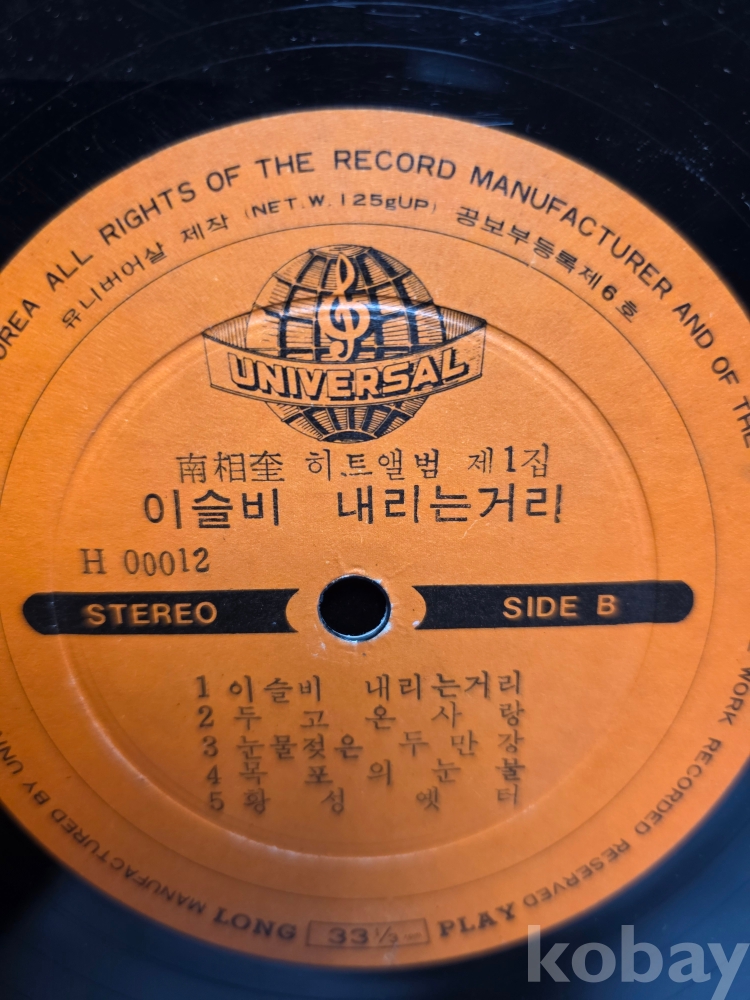 OREA ALL RIGHTS OF THE RECORD MANUFACTURER AND OF THE
유니버어살 제작 (NET.W. 125gUP) 공보부등록제6호
UNIVERSAL
南相奎 히트앨범 제1집
이슬비 내리는거리
H 00012
STEREO SIDE B
1 이슬비 내리는거리
2 두고온사랑
3 눈물젖은 두만강
4 목포의눈물
5 황성옛터
WORK RECORDED RESERVED
MANUFACTURED BY UNI
LONG 33⅓ PLAY
kobay